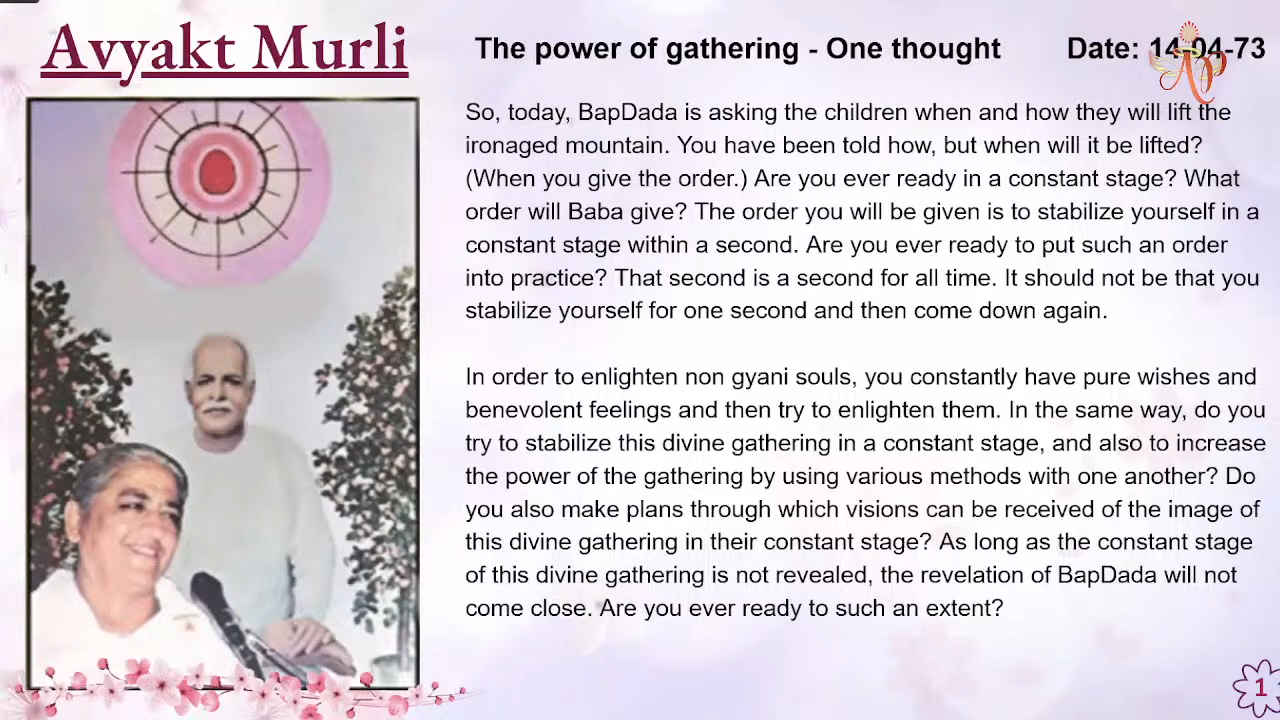 Avyakt Murli
The power of gathering - One thought
Date: 14-04-73
So, today, BapDada is asking the children when and how they will lift the
ironaged mountain. You have been told how, but when will it be lifted?
(When you give the order.) Are you ever ready in a constant stage? What
order will Baba give? The order you will be given is to stabilize yourself in a
constant stage within a second. Are you ever ready to put such an order
into practice? That second is a second for all time. It should not be that you
stabilize yourself for one second and then come down again.
In order to enlighten non gyani souls, you constantly have pure wishes and
benevolent feelings and then try to enlighten them. In the same way, do you
try to stabilize this divine gathering in a constant stage, and also to increase
the power of the gathering by using various methods with one another? Do
you also make plans through which visions can be received of the image of
this divine gathering in their constant stage? As long as the constant stage
of this divine gathering is not revealed, the revelation of BapDada will not
come close. Are you ever ready to such an extent?
1